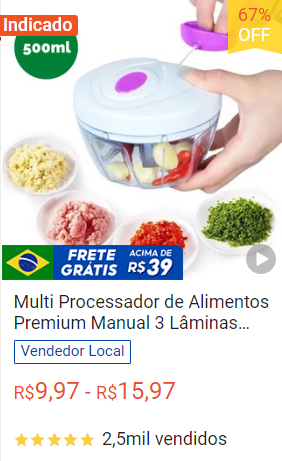 Indicado
67%
OFF
500ml
FRETE
GRÁTIS
ACIMA DE
R$39
Multi Processador de Alimentos
Premium Manual 3 Lâminas...
Vendedor Local
R$9,97 - R$15,97
2,5mil vendidos